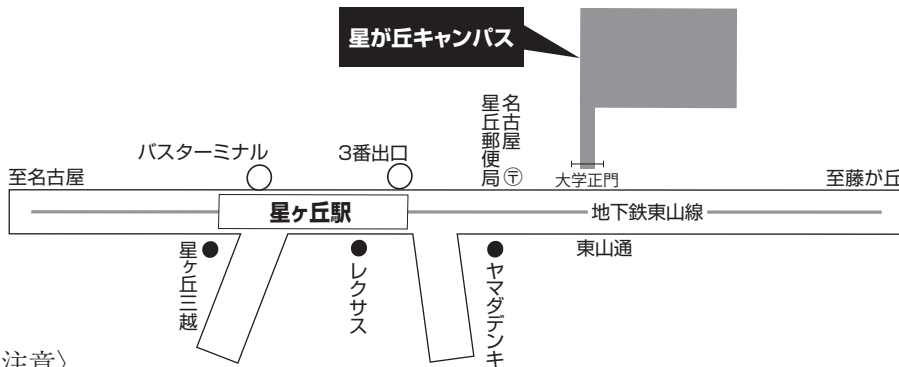 星が丘キャンパス
名古屋
星丘郵便局
〒
バスターミナル
3番出口
至名古屋
大学正門
至藤が丘
星ヶ丘駅
地下鉄東山線
東山通
星ヶ丘三越
レクサス
ヤマダデンキ
注意〉